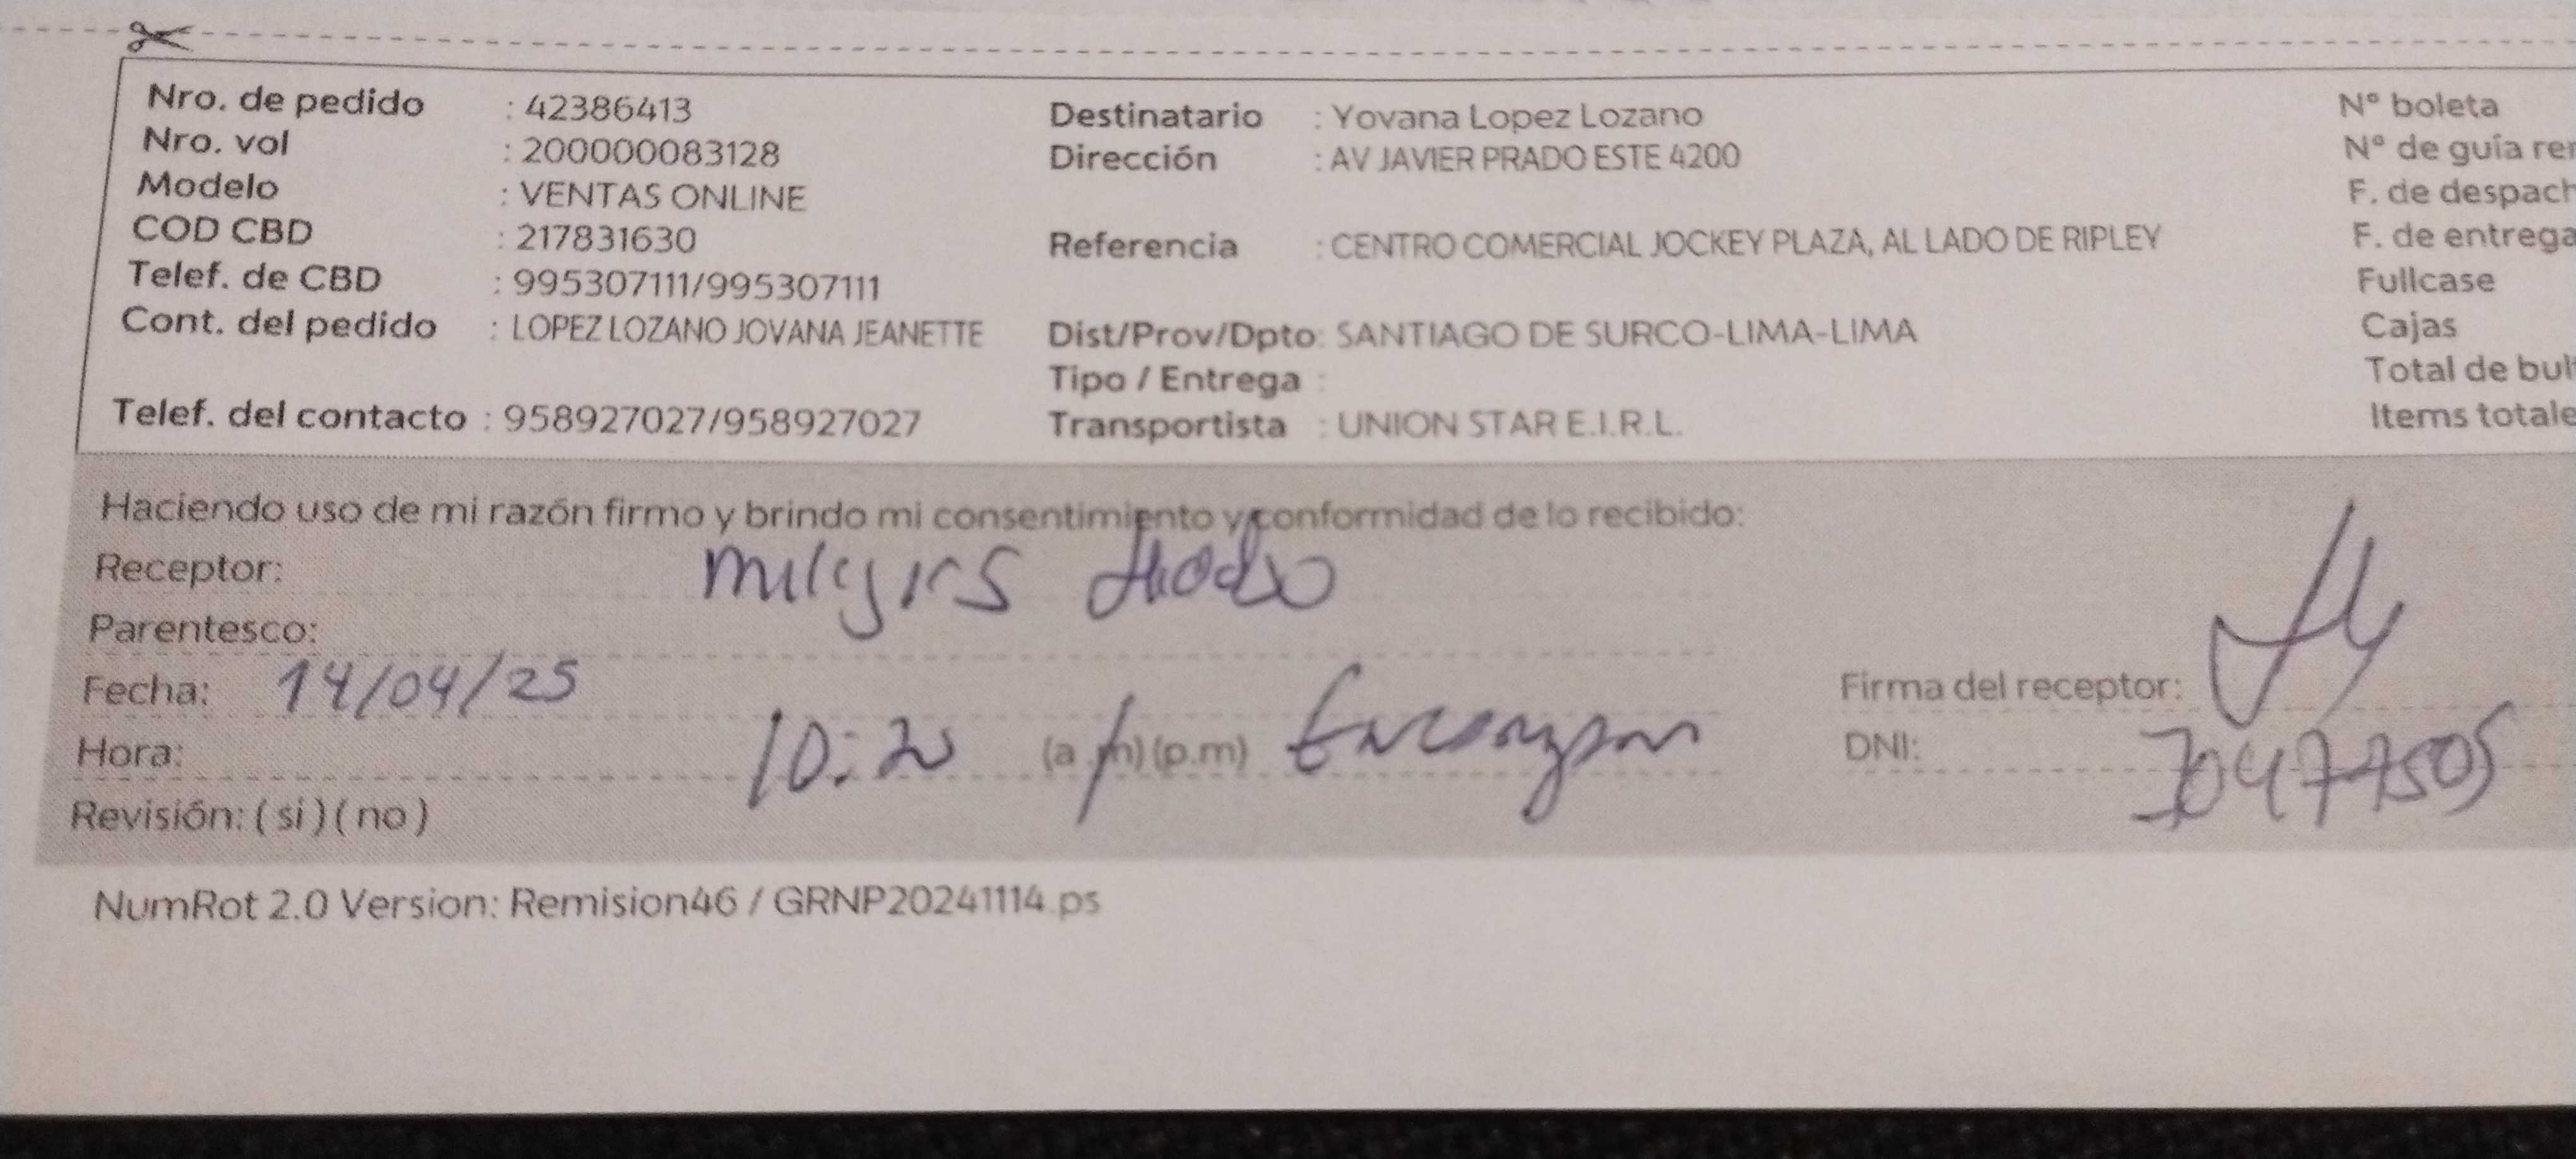 Nro. de pedido : 42386413 Destinatario : Yovana Lopez Lozano N° boleta
Nro. vol : 200000083128 Dirección : AV JAVIER PRADO ESTE 4200 N° de guía
Modelo : VENTAS ONLINE F. de
COD CBD : 217831630 Referencia : CENTRO COMERCIAL JOCKEY PLAZA, AL LADO DE RIPLEY F. de entrega
Telef. de CBD : 995307111/995307111 Fullcase
Cont. del pedido : LOPEZ LOZANO JOVANA JEANETTE Dist/Prov/Dpto: SANTIAGO DE SURCO-LIMA-LIMA Cajas
Tipo / Entrega : Total de
Telef. del contacto : 958927027/958927027 Transportista : UNION STAR E.I.R.L. Items
Haciendo uso de mi razón firmo y brindo mi consentimiento y conformidad de lo recibido:
Receptor:
Parentesco:
Fecha: 14/04/25 Firma del receptor:
Hora: 10:20 (a.m) (p.m) DNI: 70477505
Revisión: ( si ) ( no )
NumRot 2.0 Version: Remision46 / GRNP20241114.ps